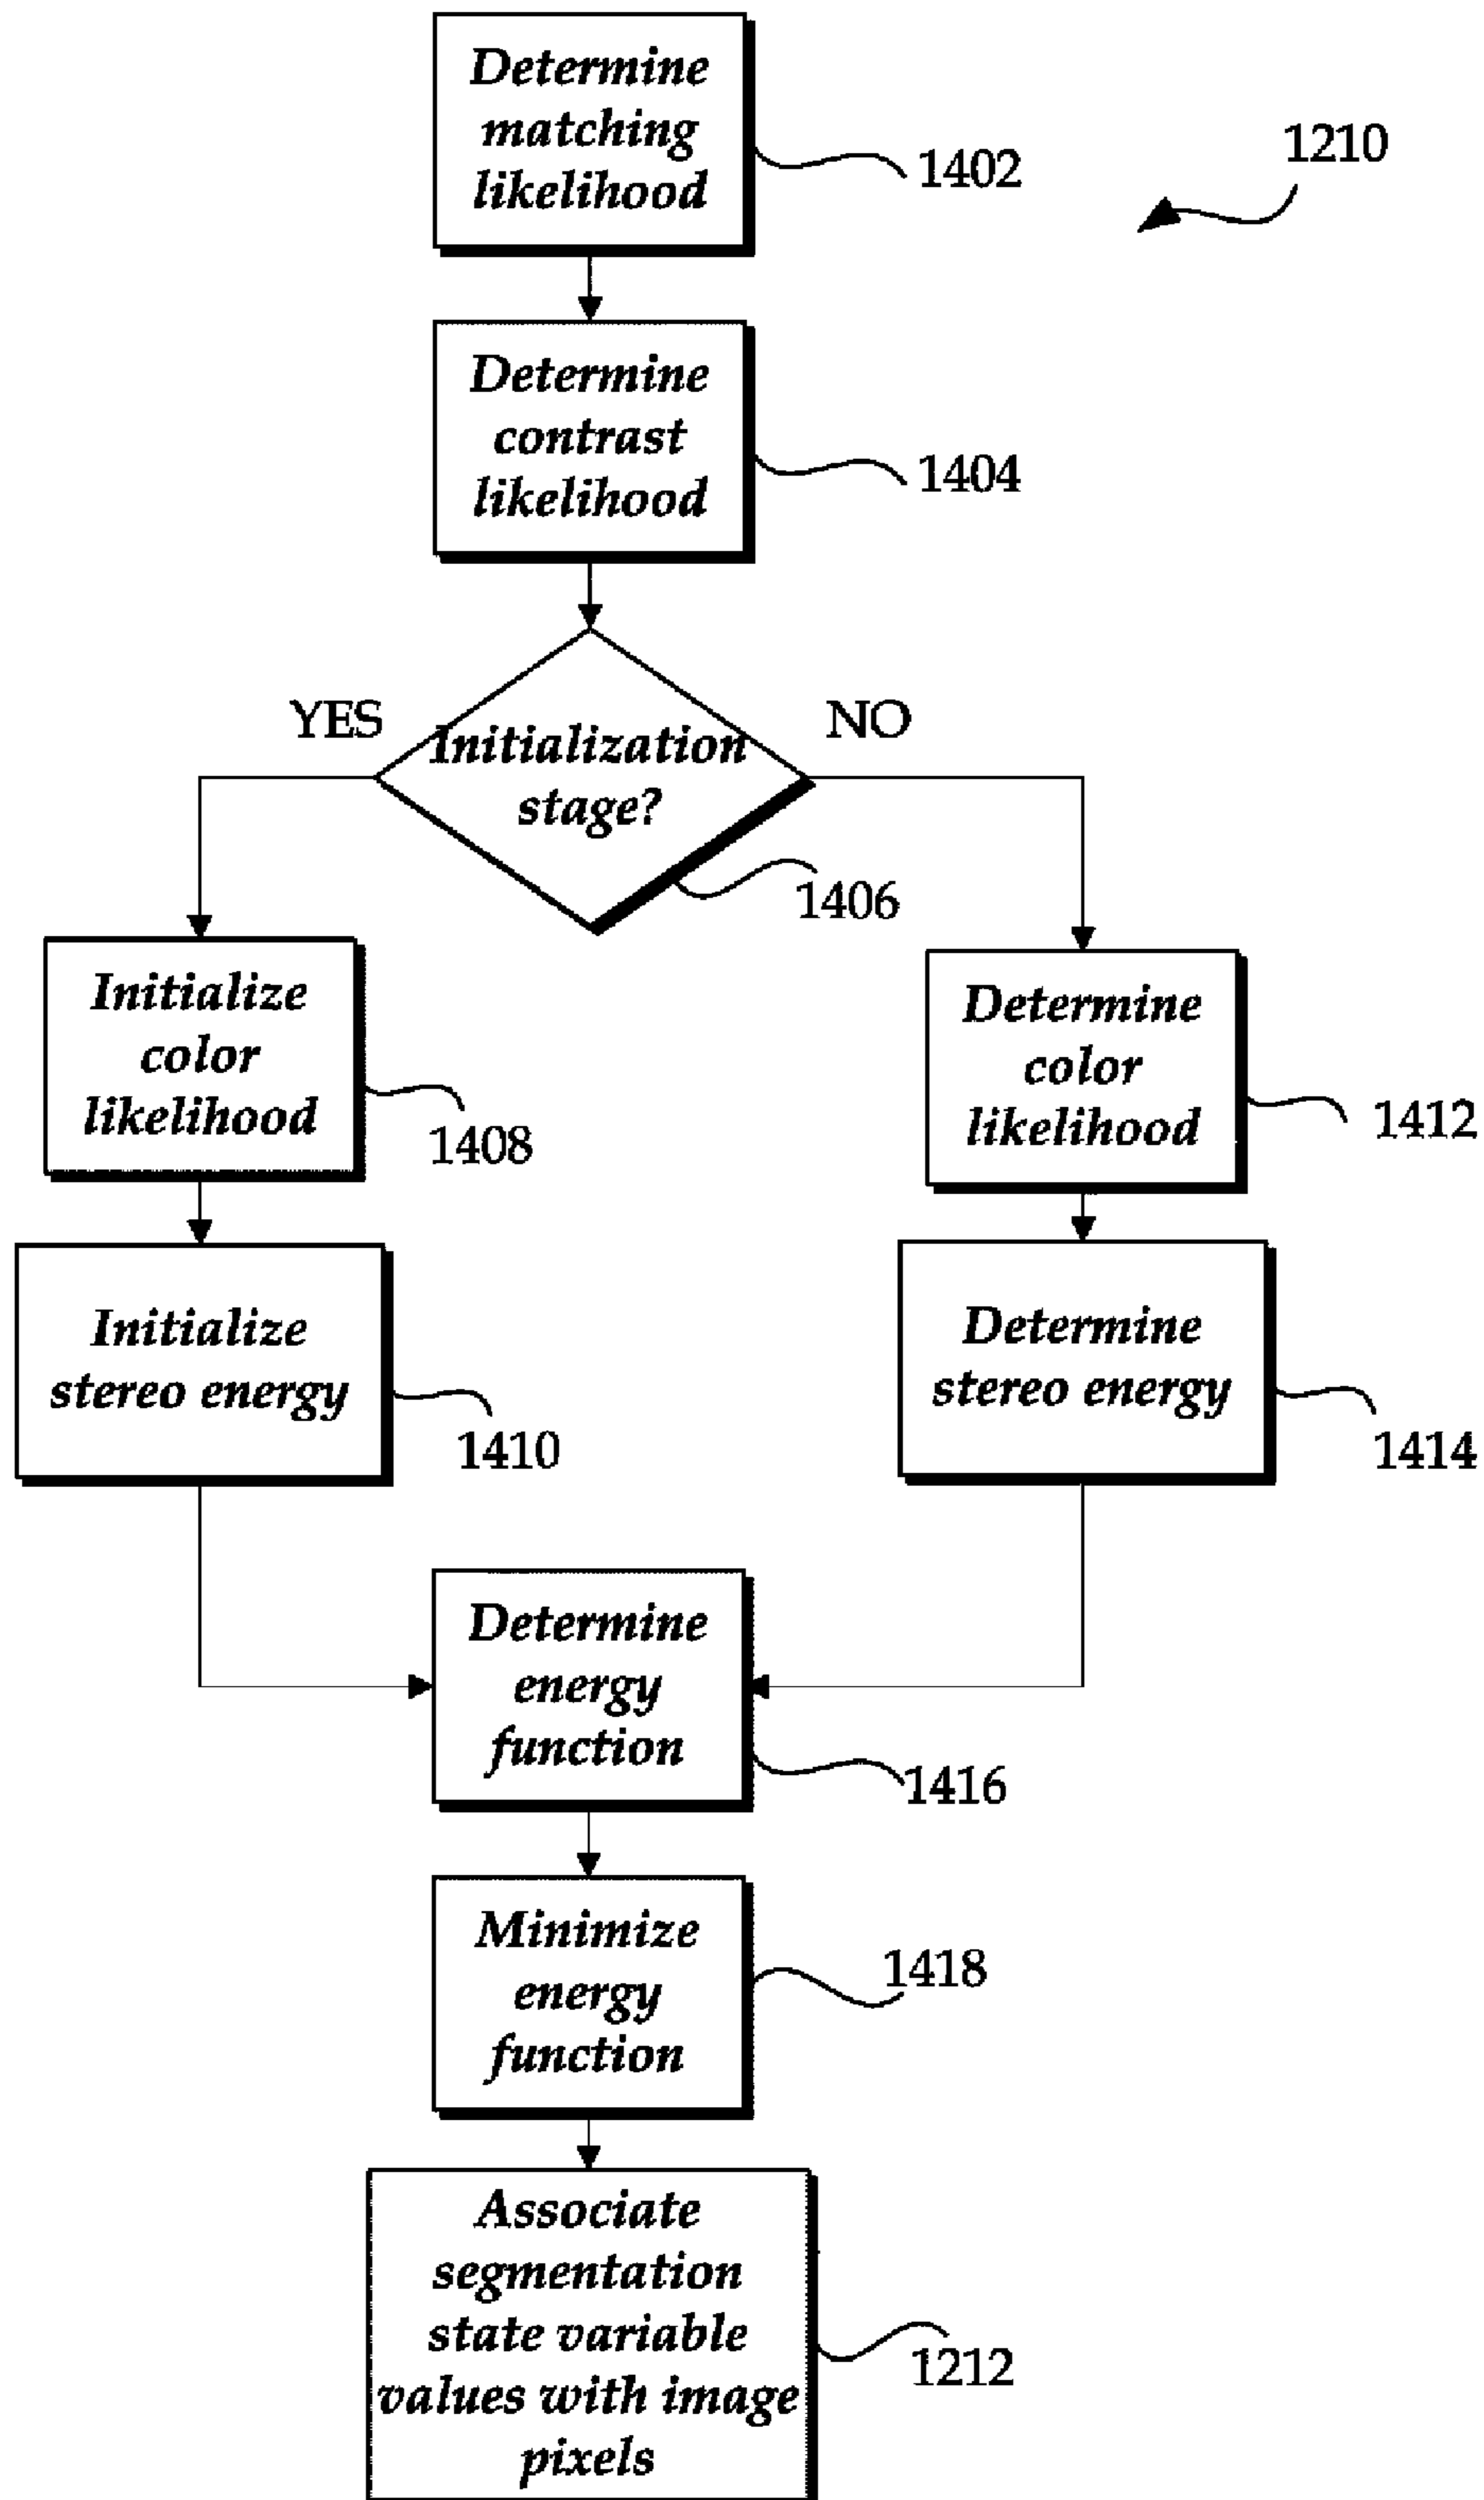 Determine
matching
likelihood
1402
1210
Determine
contrast
likelihood
1404
YES
NO
Initialization
stage?
1406
Initialize
color
likelihood
1408
Determine
color
likelihood
1412
Initialize
stereo energy
1410
Determine
stereo energy
1414
Determine
energy
function
1416
Minimize
energy
function
1418
Associate
segmentation
state variable
values with image
pixels
1212